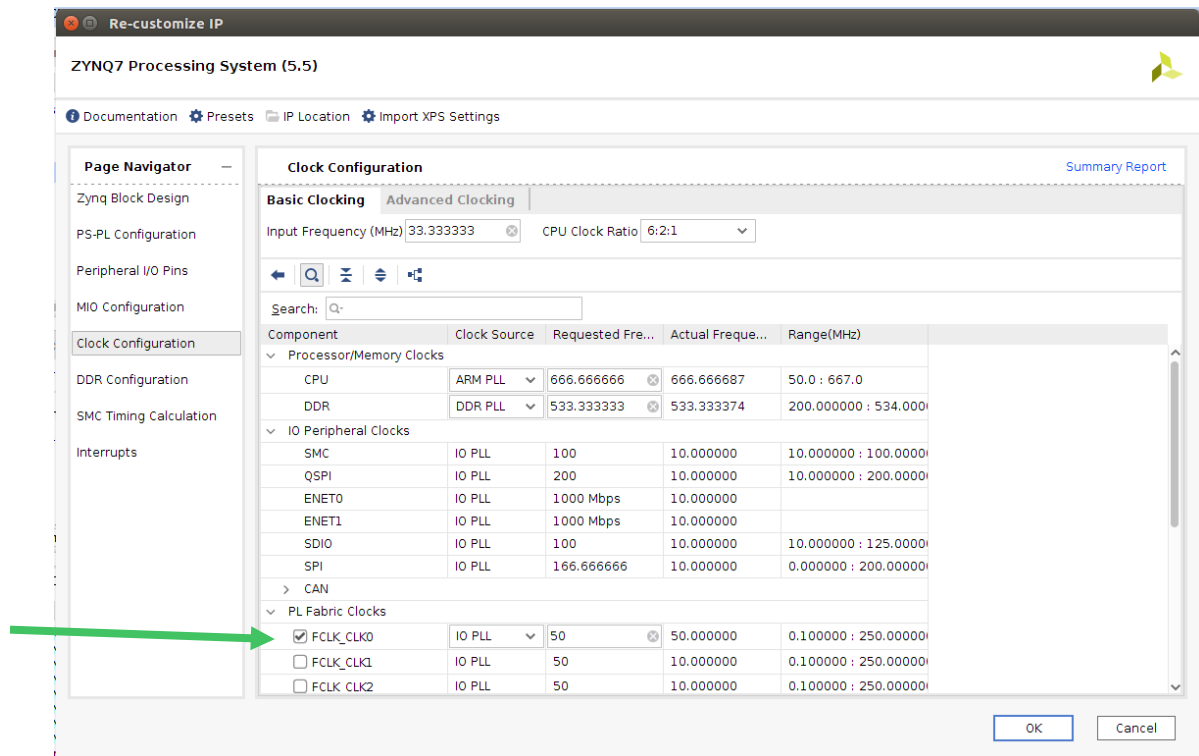 Re-customize IP
ZYNQ7 Processing System (5.5)
Documentation Presets IP Location Import XPS Settings
Page Navigator
Zynq Block Design
PS-PL Configuration
Peripheral I/O Pins
MIO Configuration
Clock Configuration
DDR Configuration
SMC Timing Calculation
Interrupts
Clock Configuration Summary Report
Basic Clocking Advanced Clocking
Input Frequency (MHz) 33.333333 CPU Clock Ratio 6:2:1
Search: Q-
Component Clock Source Requested Fre... Actual Freque... Range(MHz)
Processor/Memory Clocks
CPU ARM PLL 666.666666 666.666687 50.0 : 667.0
DDR DDR PLL 533.333333 533.333374 200.000000 : 534.000
IO Peripheral Clocks
SMC IO PLL 100 10.000000 10.000000 : 100.0000
QSPI IO PLL 200 10.000000 10.000000 : 200.0000
ENET0 IO PLL 1000 Mbps 10.000000
ENET1 IO PLL 1000 Mbps 10.000000
SDIO IO PLL 100 10.000000 10.000000 : 125.0000
SPI IO PLL 166.666666 10.000000 0.000000 : 200.00000
CAN
PL Fabric Clocks
FCLK_CLK0 IO PLL 50 50.000000 0.100000 : 250.00000
FCLK_CLK1 IO PLL 50 10.000000 0.100000 : 250.00000
FCLK_CLK2 IO PLL 50 10.000000 0.100000 : 250.00000
OK Cancel